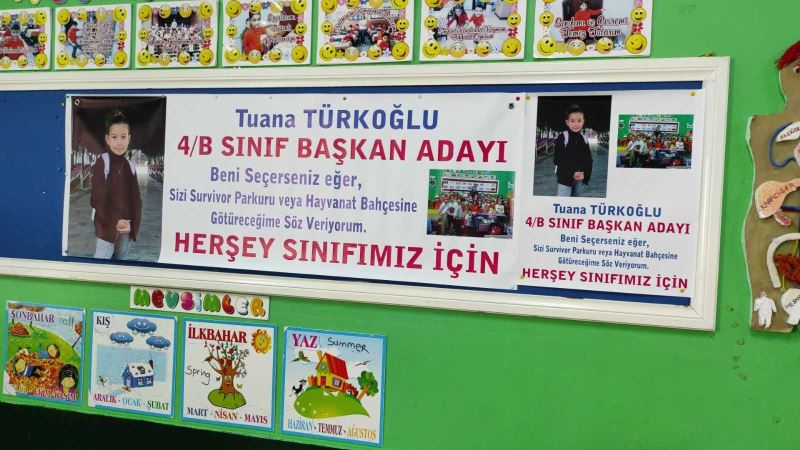 Tuana TÜRKOĞLU
4/B SINIF BAŞKAN ADAYI
Beni Seçerseniz eğer,
Sizi Survivor Parkuru veya Hayvanat Bahçesine
Götüreceğime Söz Veriyorum.
HERŞEY SINIFIMIZ İÇİN
Tuana TÜRKOĞLU
4/B SINIF BAŞKAN ADAYI
Beni Seçerseniz eğer,
Sizi Survivor Parkuru veya Hayvanat Bahçesine
Götüreceğime Söz Veriyorum.
HERŞEY SINIFIMIZ İÇİN
MEVSİMLER
SONBAHAR
KIŞ
ARALIK - OCAK - ŞUBAT
İLKBAHAR
Spring
MART - NİSAN - MAYIS
YAZ
Summer
HAZİRAN - TEMMUZ - AĞUSTOS